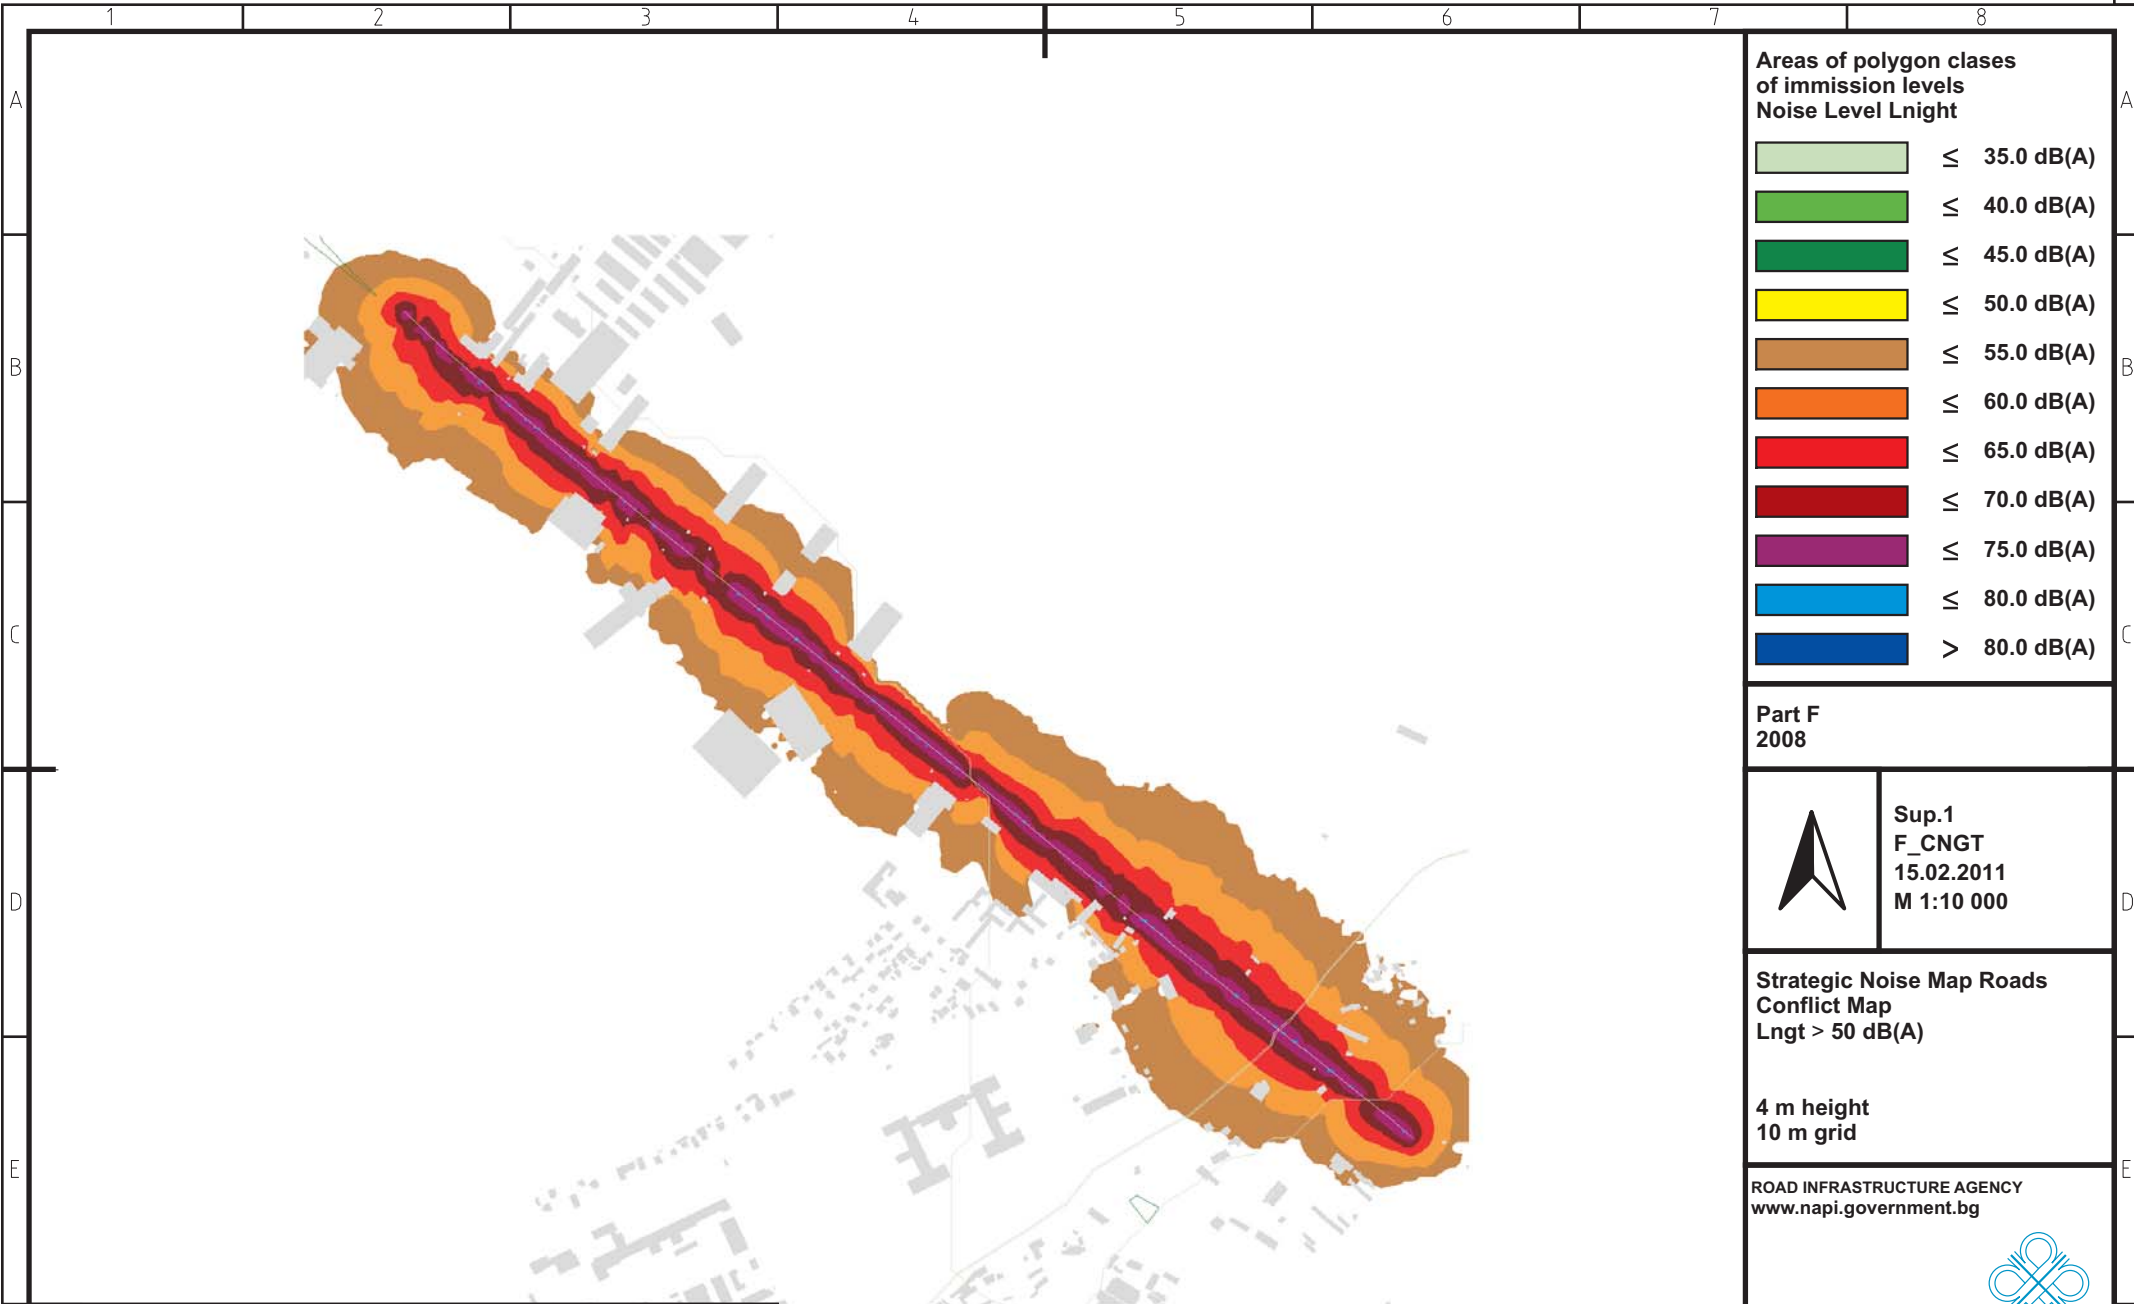 1 2 3 4 5 6 7 8
A A
B B
C C
D D
E E
Areas of polygon clases
of immission levels
Noise Level Lnight
≤ 35.0 dB(A)
≤ 40.0 dB(A)
≤ 45.0 dB(A)
≤ 50.0 dB(A)
≤ 55.0 dB(A)
≤ 60.0 dB(A)
≤ 65.0 dB(A)
≤ 70.0 dB(A)
≤ 75.0 dB(A)
≤ 80.0 dB(A)
> 80.0 dB(A)
Part F
2008
Sup.1
F_CNGT
15.02.2011
M 1:10 000
Strategic Noise Map Roads
Conflict Map
Lngt > 50 dB(A)
4 m height
10 m grid
ROAD INFRASTRUCTURE AGENCY
www.napi.government.bg